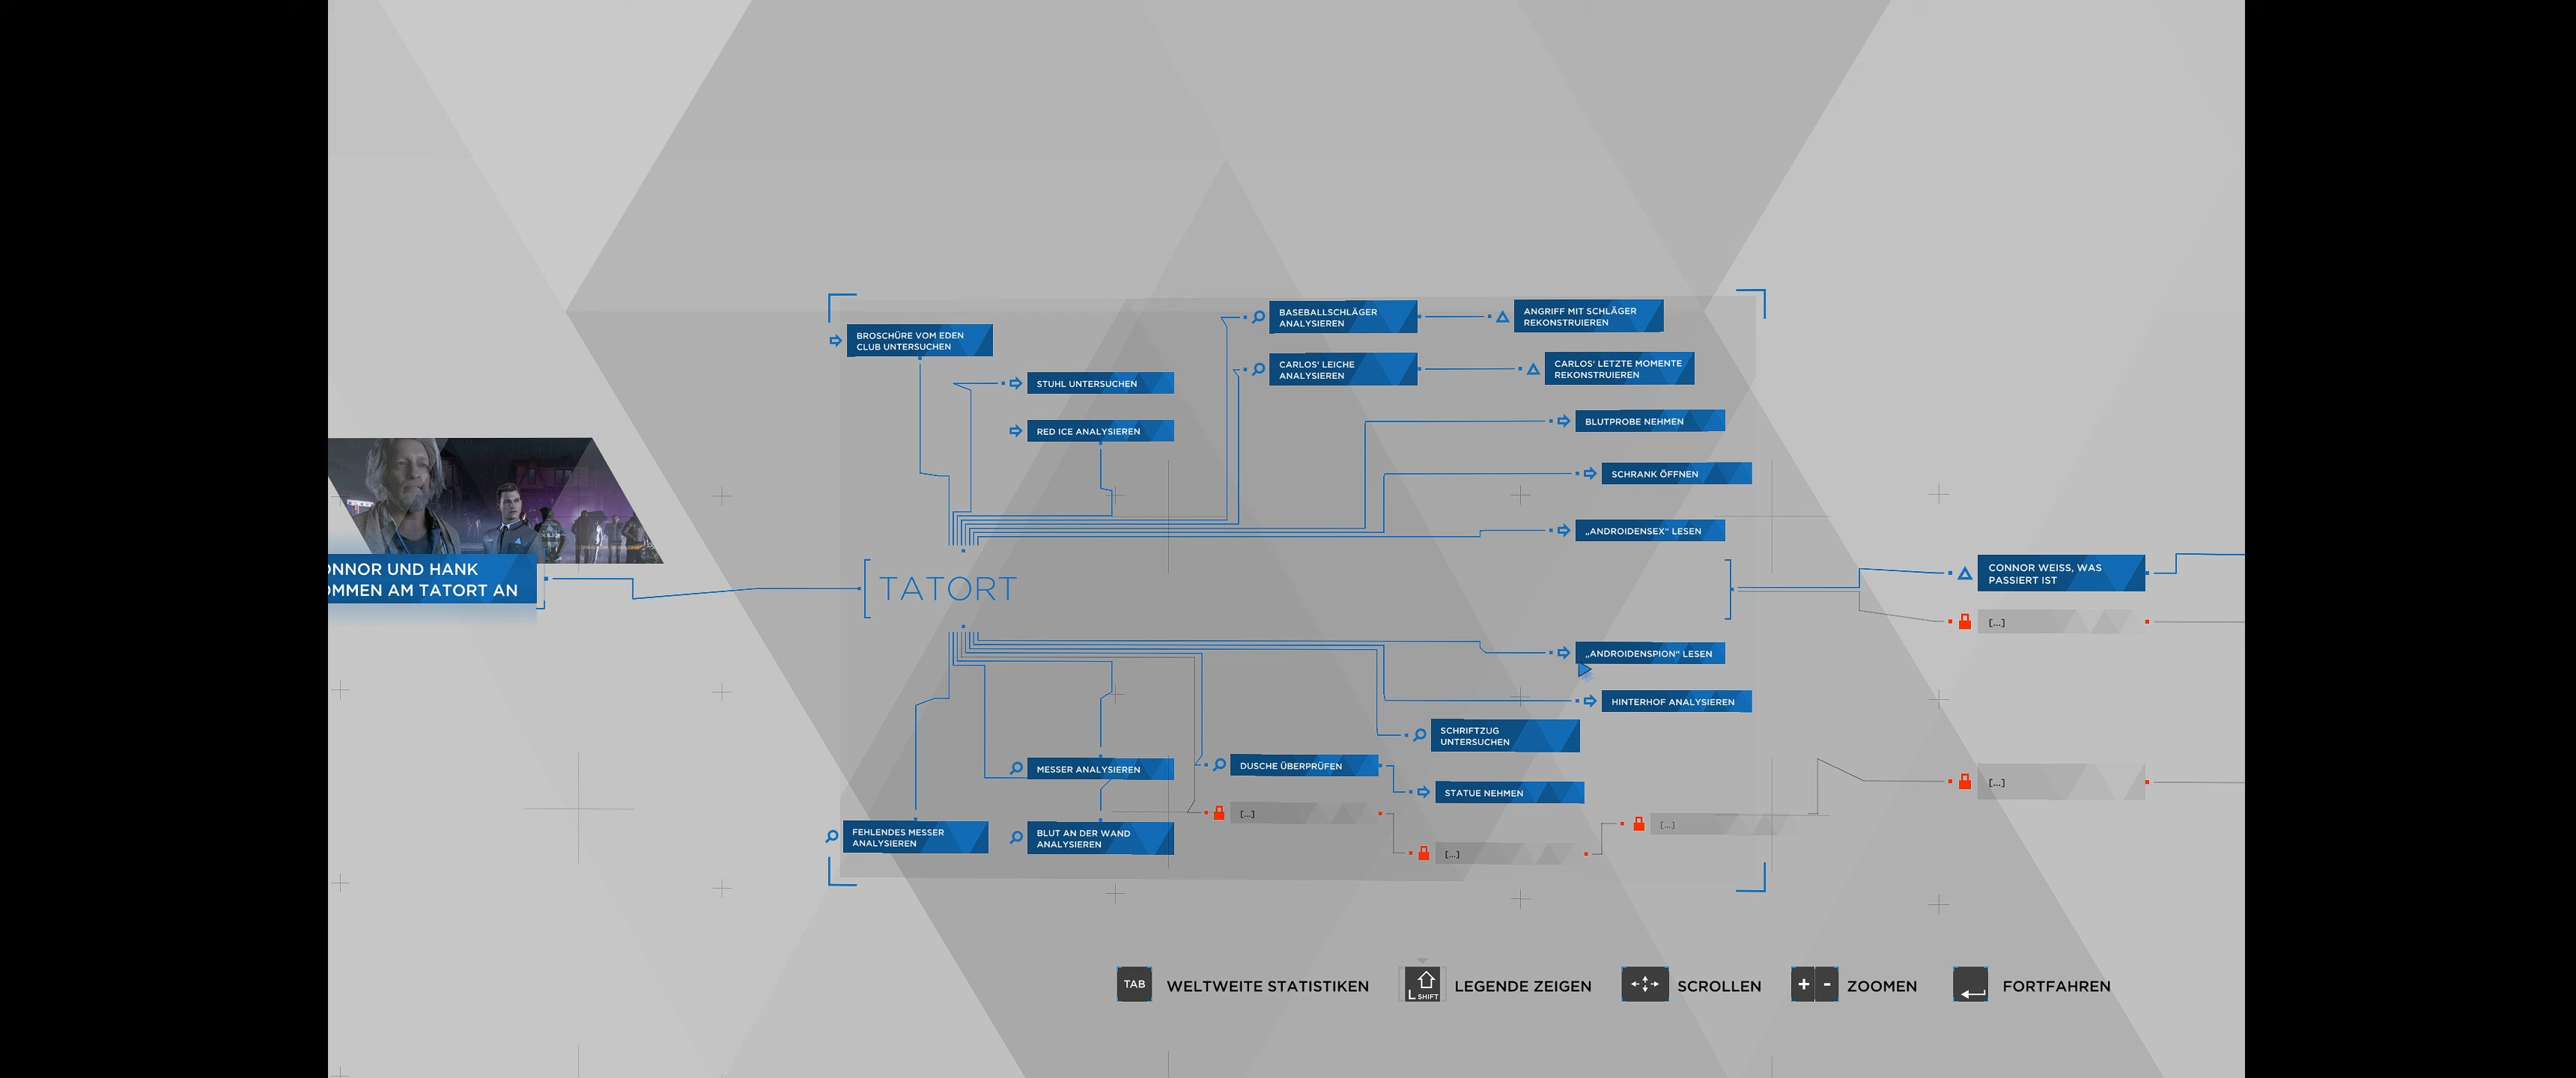 BROSCHÜRE VOM EDEN
CLUB UNTERSUCHEN
STUHL UNTERSUCHEN
RED ICE ANALYSIEREN
BASEBALLSCHLÄGER
ANALYSIEREN
ANGRIFF MIT SCHLÄGER
REKONSTRUIEREN
CARLOS' LEICHE
ANALYSIEREN
CARLOS' LETZTE MOMENTE
REKONSTRUIEREN
BLUTPROBE NEHMEN
SCHRANK ÖFFNEN
„ANDROIDENSEX“ LESEN
ONNOR UND HANK
OMMEN AM TATORT AN
TATORT
CONNOR WEISS, WAS
PASSIERT IST
[...]
„ANDROIDENSPION“ LESEN
HINTERHOF ANALYSIEREN
SCHRIFTZUG
UNTERSUCHEN
MESSER ANALYSIEREN
DUSCHE ÜBERPRÜFEN
STATUE NEHMEN
[...]
[...]
[...]
[...]
FEHLENDES MESSER
ANALYSIEREN
BLUT AN DER WAND
ANALYSIEREN
TAB WELTWEITE STATISTIKEN
L SHIFT LEGENDE ZEIGEN
SCROLLEN
+ - ZOOMEN
FORTFAHREN